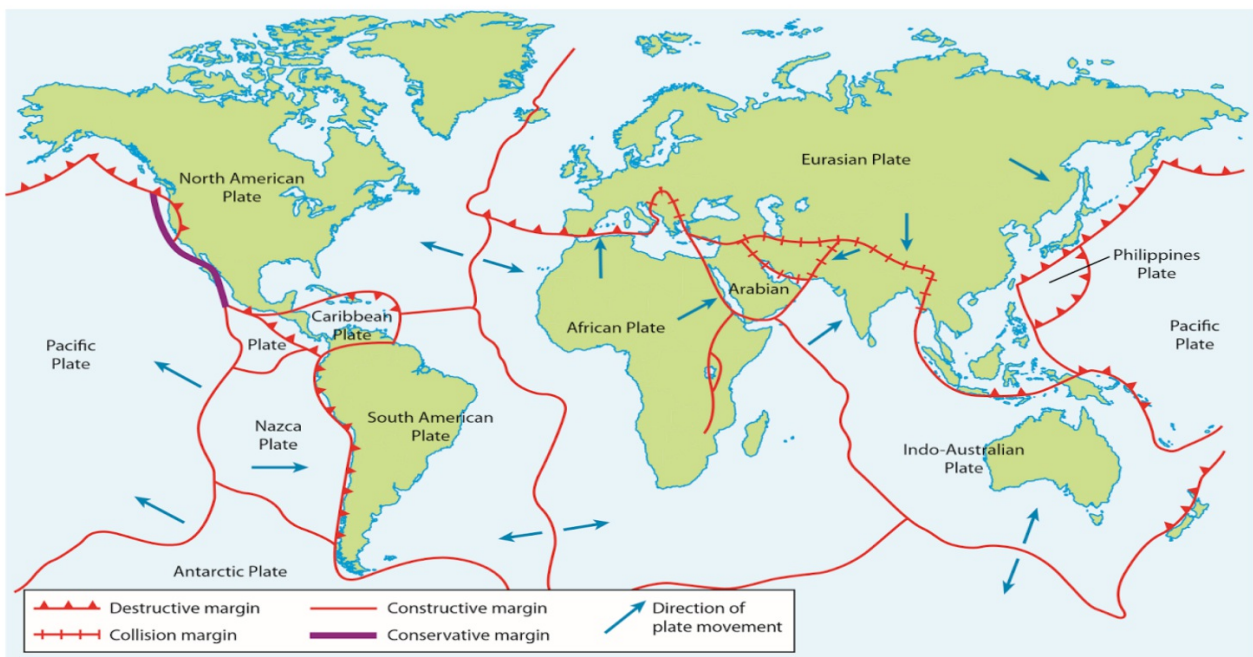 Eurasian Plate
North American
Plate
Philippines
Plate
Arabian
Caribbean
Plate
African Plate
Pacific
Plate
Plate
Pacific
Plate
South American
Plate
Nazca
Plate
Indo-Australian
Plate
Antarctic Plate
Destructive margin
Constructive margin
Direction of
plate movement
Collision margin
Conservative margin